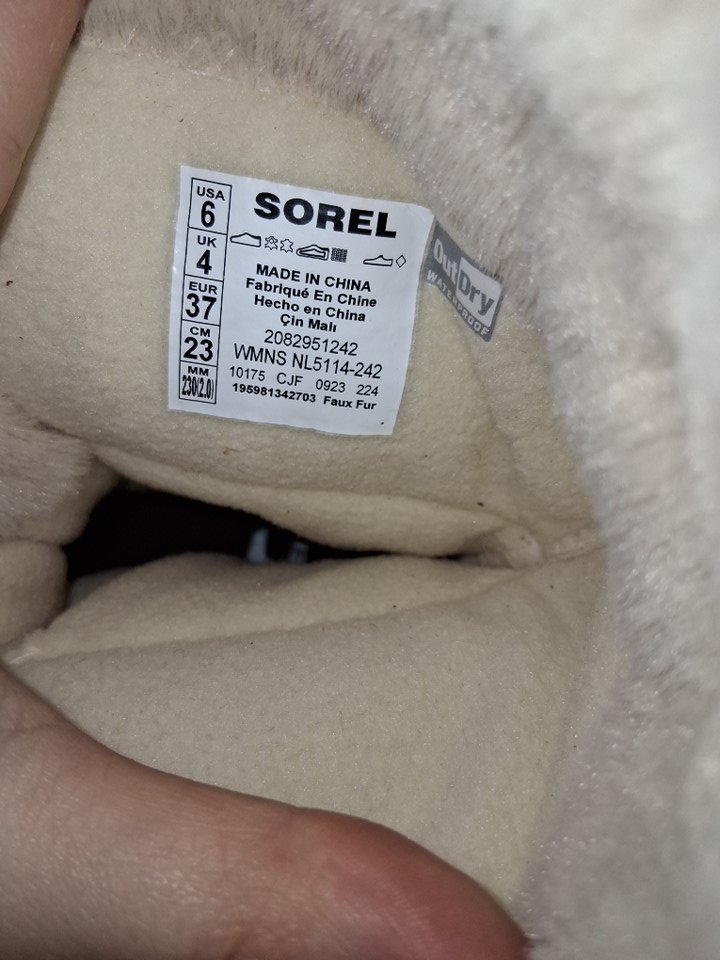 USA
6
UK
4
EUR
37
CM
23
MM
230(2.0)
SOREL
MADE IN CHINA
Fabriqué En Chine
Hecho en China
Çin Malı
2082951242
WMNS NL5114-242
10175 CJF 0923 224
195981342703 Faux Fur
OutDry
WATERPROOF